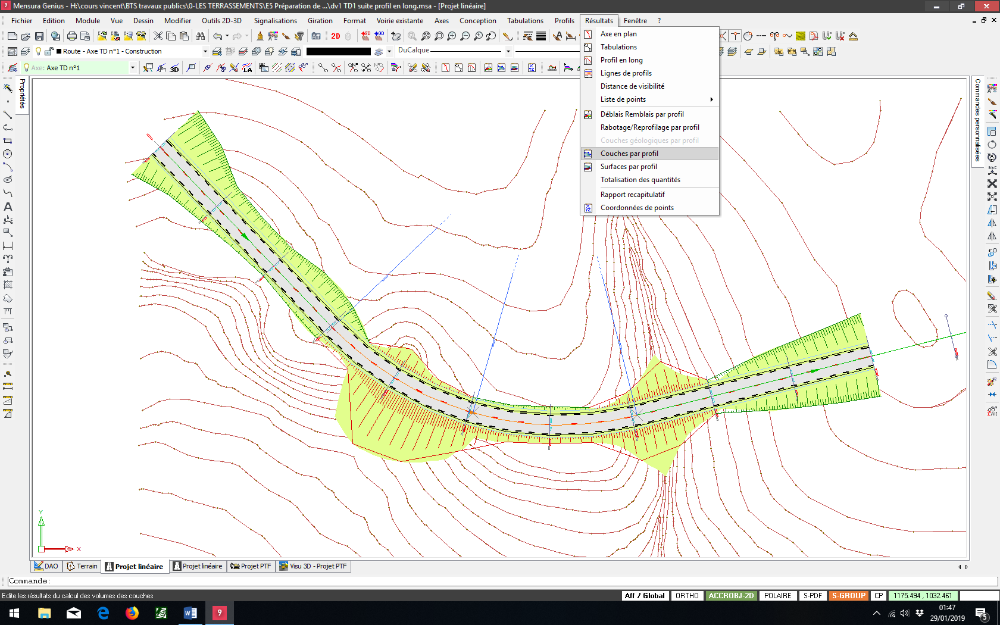 Mensura Genius - H:\cours vincent\BTS travaux publics\0-LES TERRASSEMENTS\E5 Préparation de ...\dv1 TD1 suite profil en long.msa - [Projet linéaire]
Fichier Edition Module Vue Dessin Modifier Outils 2D-3D Signalisations Giration Format Voirie existante Axes Conception Tabulations Profils Résultats Fenêtre ?
Aff 2D
Route - Axe TD n°1 - Construction DuCalque
Axe: Axe TD n°1 3D
Axe en plan
Tabulations
Profil en long
Lignes de profils
Distance de visibilité
Liste de points
Déblais Remblais par profil
Rabotage/Reprofilage par profil
Couches géologiques par profil
Couches par profil
Surfaces par profil
Totalisation des quantités
Rapport recapitulatif
Coordonnées de points
Propriétés
Commandes personnalisées
Y
X
DAO Terrain Projet linéaire Projet linéaire Projet PTF Visu 3D - Projet PTF
Commande:
Edite les résultats du calcul des volumes des couches Aff / Global ORTHO ACCROBJ-2D POLAIRE S-PDF S-GROUP CP 1175.494 , 1032.461
01:47
29/01/2019
5